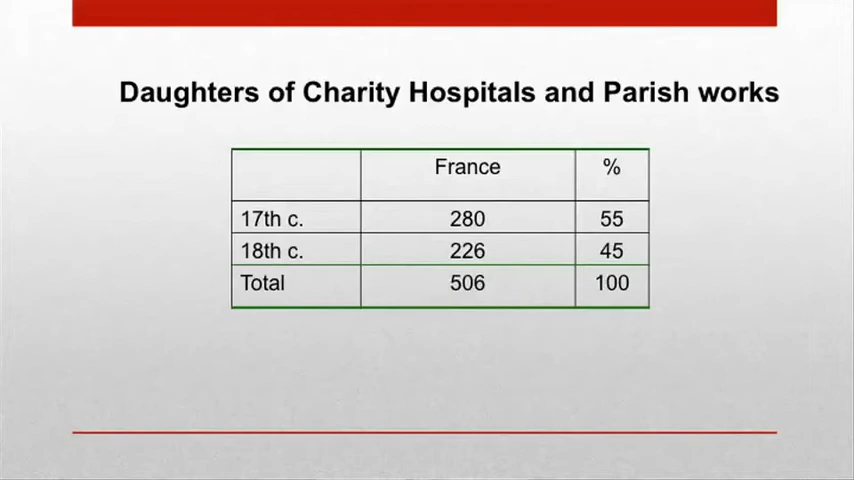 Daughters of Charity Hospitals and Parish works
France %
17th c. 280 55
18th c. 226 45
Total 506 100